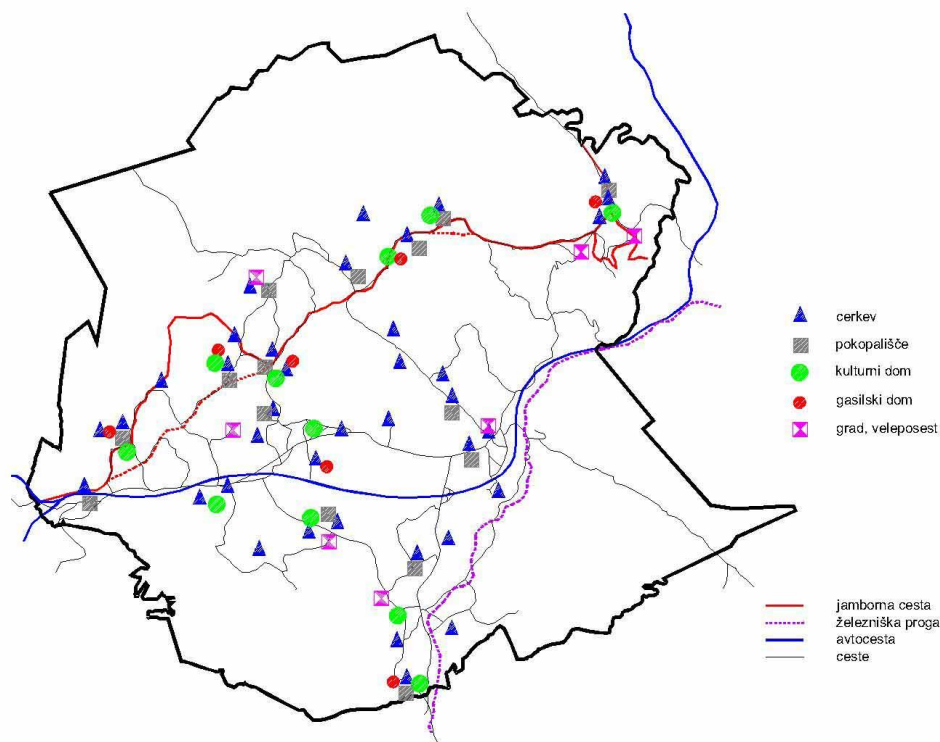 cerkev
pokopališče
kulturni dom
gasilski dom
grad, veleposest
jamborna cesta
železniška proga
avtocesta
ceste